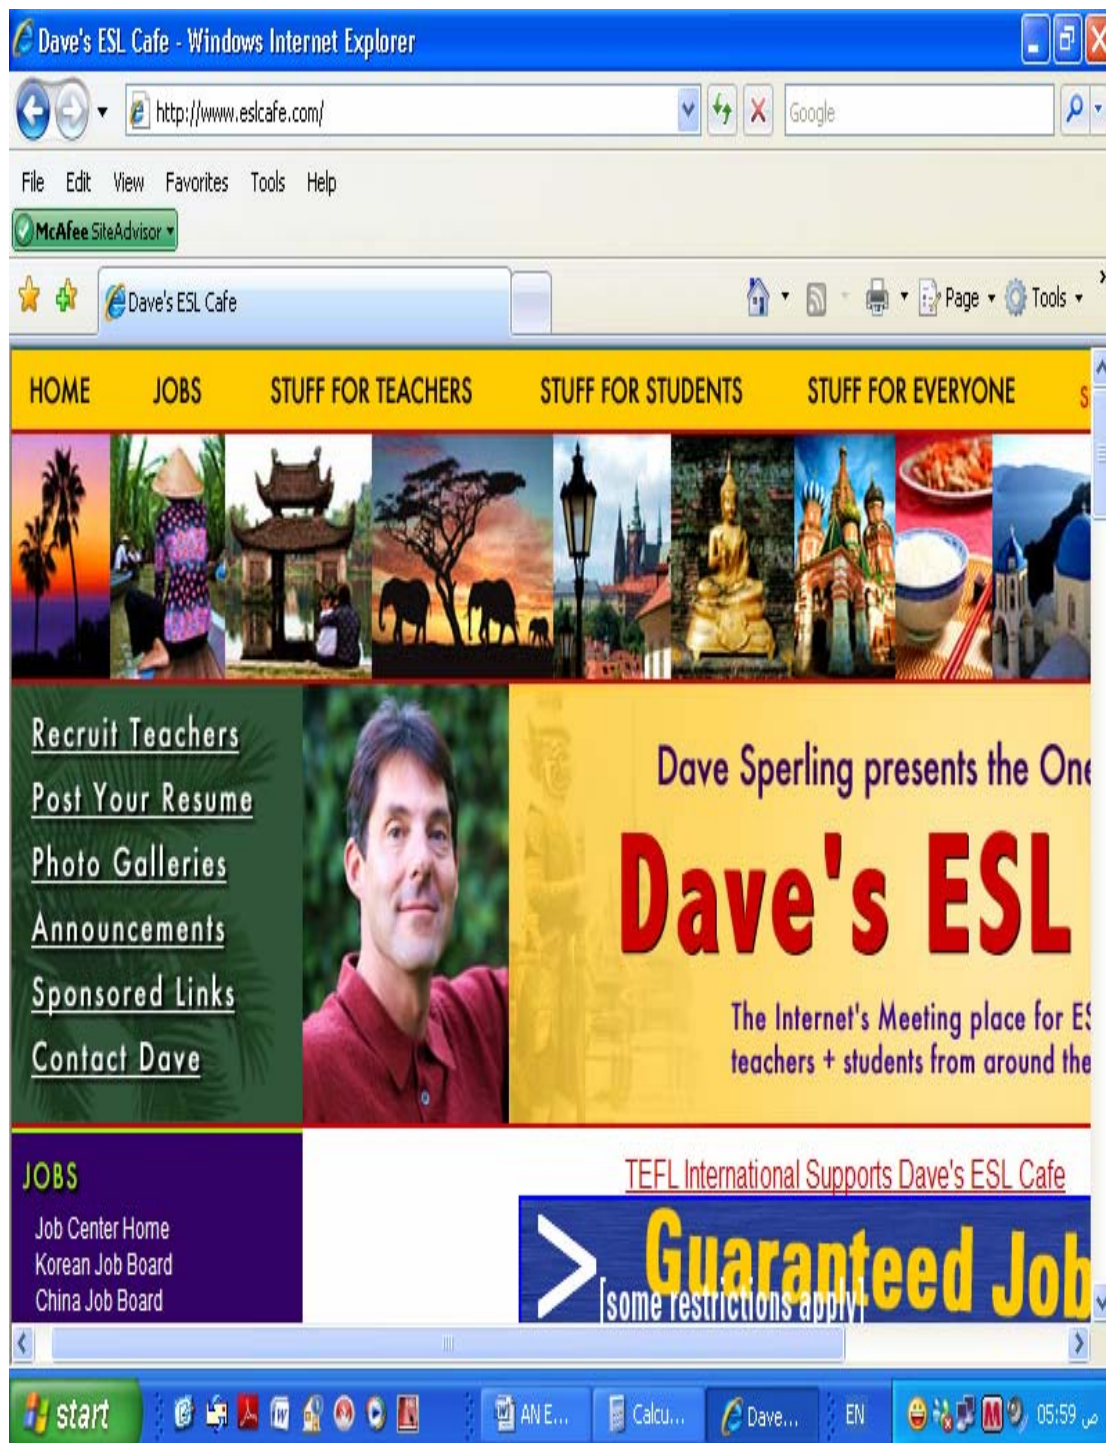 Dave's ESL Cafe - Windows Internet Explorer
http://www.eslcafe.com/
Google
File Edit View Favorites Tools Help
McAfee SiteAdvisor
Dave's ESL Cafe
Page Tools
HOME JOBS STUFF FOR TEACHERS STUFF FOR STUDENTS STUFF FOR EVERYONE S
Recruit Teachers
Post Your Resume
Photo Galleries
Announcements
Sponsored Links
Contact Dave
Dave Sperling presents the One
Dave's ESL
The Internet's Meeting place for ES
teachers + students from around the
JOBS
Job Center Home
Korean Job Board
China Job Board
TEFL International Supports Dave's ESL Cafe
> Guaranteed Job
[some restrictions apply]
start
AN E...
Calcu...
Dave...
EN
05:59 ص